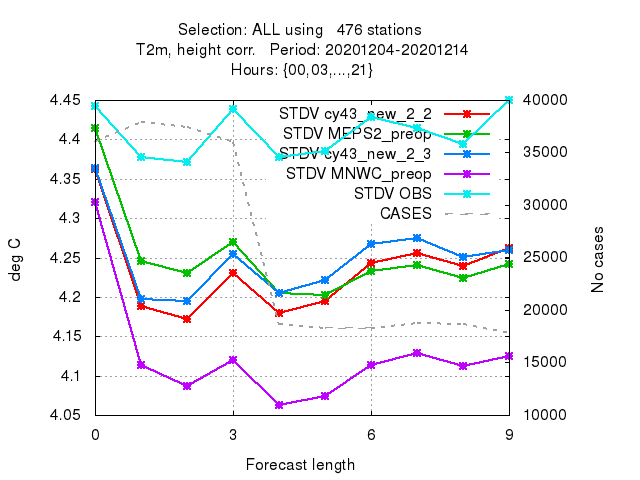 Selection: ALL using   476 stations
T2m, height corr.   Period: 20201204-20201214
Hours: {00,03,...,21}
4.45
4.4
4.35
4.3
4.25
4.2
4.15
4.1
4.05
deg C
STDV cy43_new_2_2
STDV MEPS2_preop
STDV cy43_new_2_3
STDV MNWC_preop
STDV OBS
CASES
40000
35000
30000
25000
20000
15000
10000
No cases
0 3 6 9
Forecast length